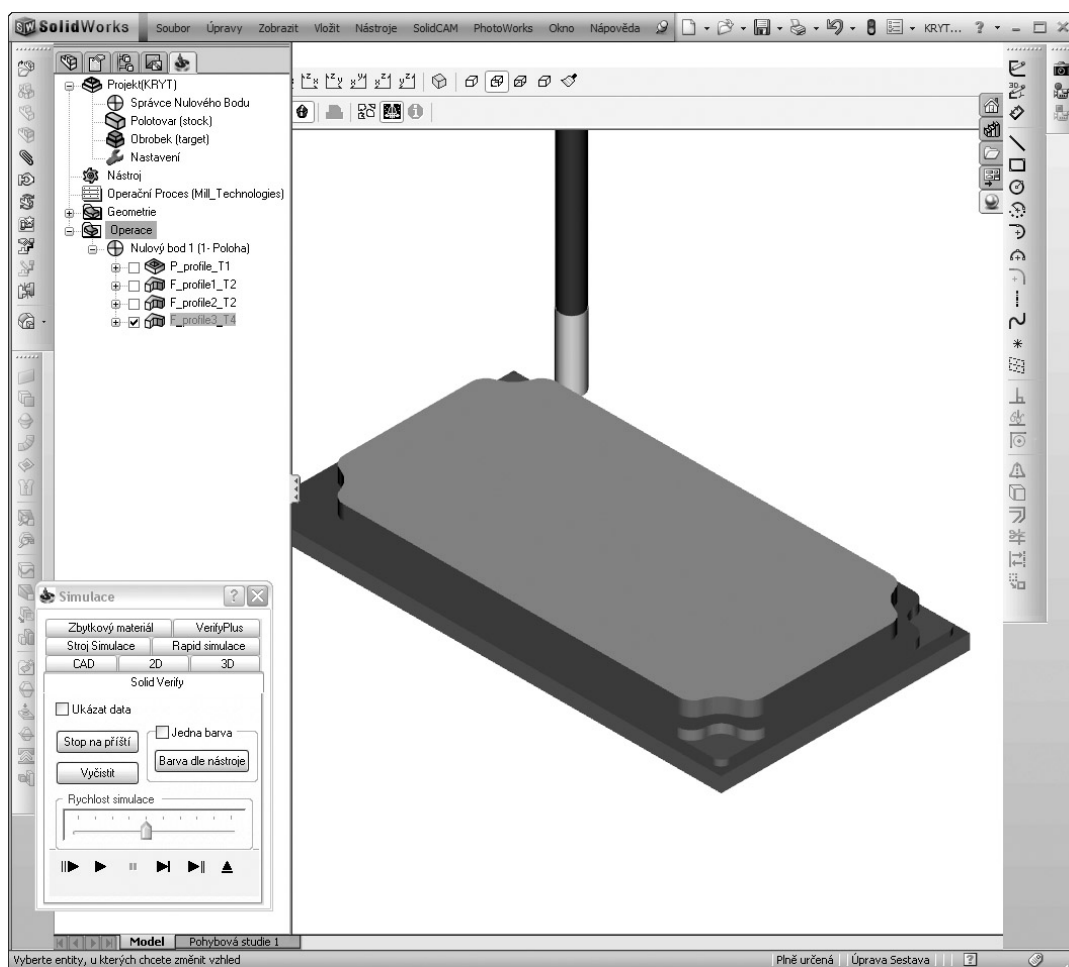 SolidWorks Soubor Úpravy Zobrazit Vložit Nástroje SolidCAM PhotoWorks Okno Nápověda KRYT... ?
Projekt(KRYT)
Správce Nulového Bodu
Polotovar (stock)
Obrobek (target)
Nastavení
Nástroj
Operační Proces (Mill_Technologies)
Geometrie
Operace
Nulový bod 1 (1- Poloha)
P_profile_T1
F_profile1_T2
F_profile2_T2
F_profile3_T4
Simulace
Zbytkový materiál VerifyPlus
Stroj Simulace Rapid simulace
CAD 2D 3D
Solid Verify
Ukázat data
Jedna barva
Stop na příští
Barva dle nástroje
Vyčistit
Rychlost simulace
Model Pohybová studie 1
Vyberte entity, u kterých chcete změnit vzhled Plně určená Úprava Sestava ?